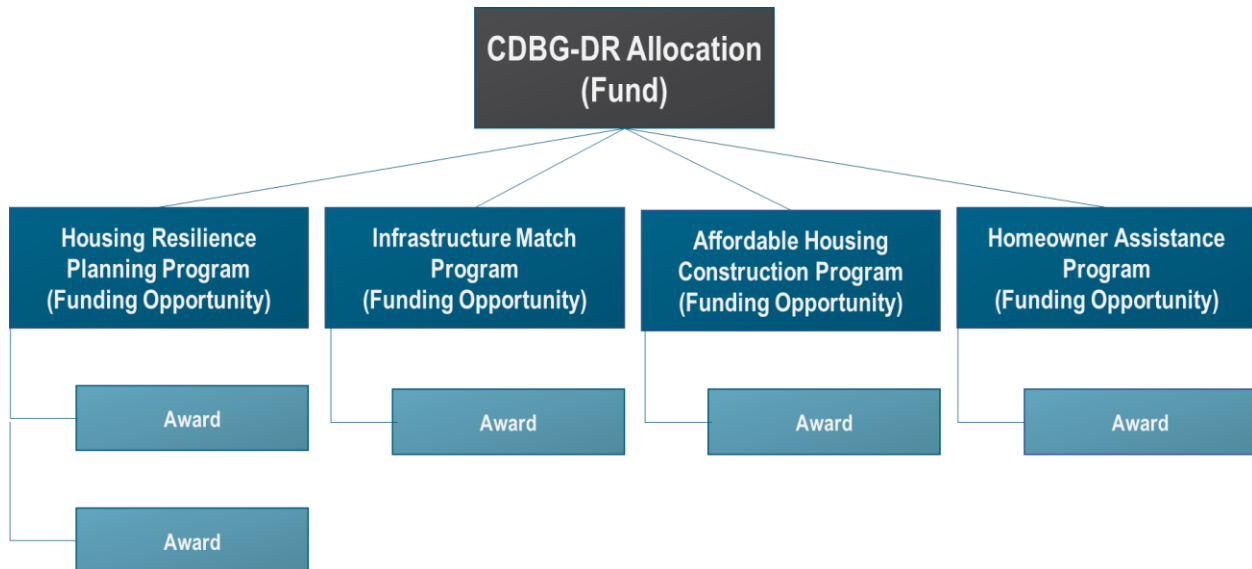 CDBG-DR Allocation
(Fund)
Housing Resilience
Planning Program
(Funding Opportunity)
Infrastructure Match
Program
(Funding Opportunity)
Affordable Housing
Construction Program
(Funding Opportunity)
Homeowner Assistance
Program
(Funding Opportunity)
Award
Award
Award
Award
Award